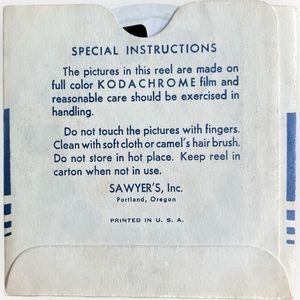 SPECIAL INSTRUCTIONS
The pictures in this reel are made on
full color KODACHROME film and
reasonable care should be exercised in
handling.
Do not touch the pictures with fingers.
Clean with soft cloth or camel's hair brush.
Do not store in hot place. Keep reel in
carton when not in use.
SAWYER'S, Inc.
Portland, Oregon
PRINTED IN U. S. A.